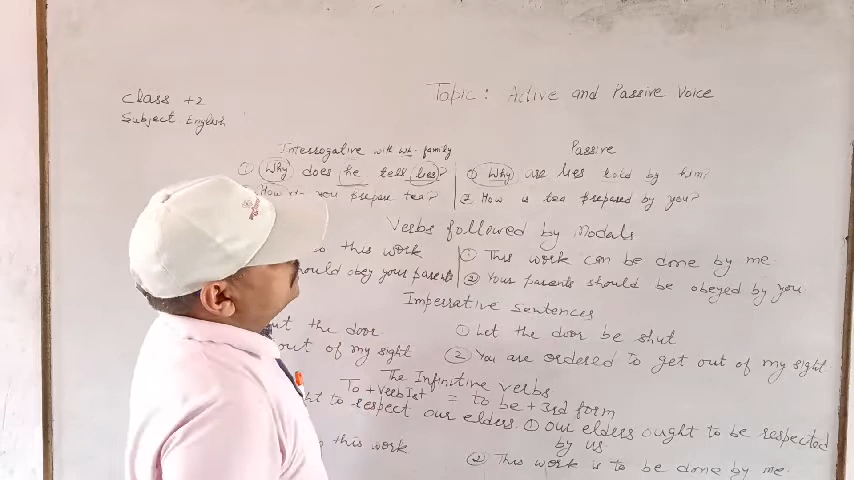 Class +2
Topic: Active and Passive Voice
Subject English
Interrogative with Wh. family
Passive
① Why does he tell lies?
① Why are lies told by him?
How do you prepare tea?
2 How is tea prepared by you?
Verbs followed by Modals
this work
① This work can be done by me.
should obey your parents
② Your parents should be obeyed by you.
Imperrative Sentences
the door
① Let the door be shut
out of my sight
② You are ordered to get out of my sight
The Infinitive verbs
To + Verb Ist = to be + 3rd form
to respect our elders
① our elders ought to be respected
by us.
this work
② This work is to be done by me.